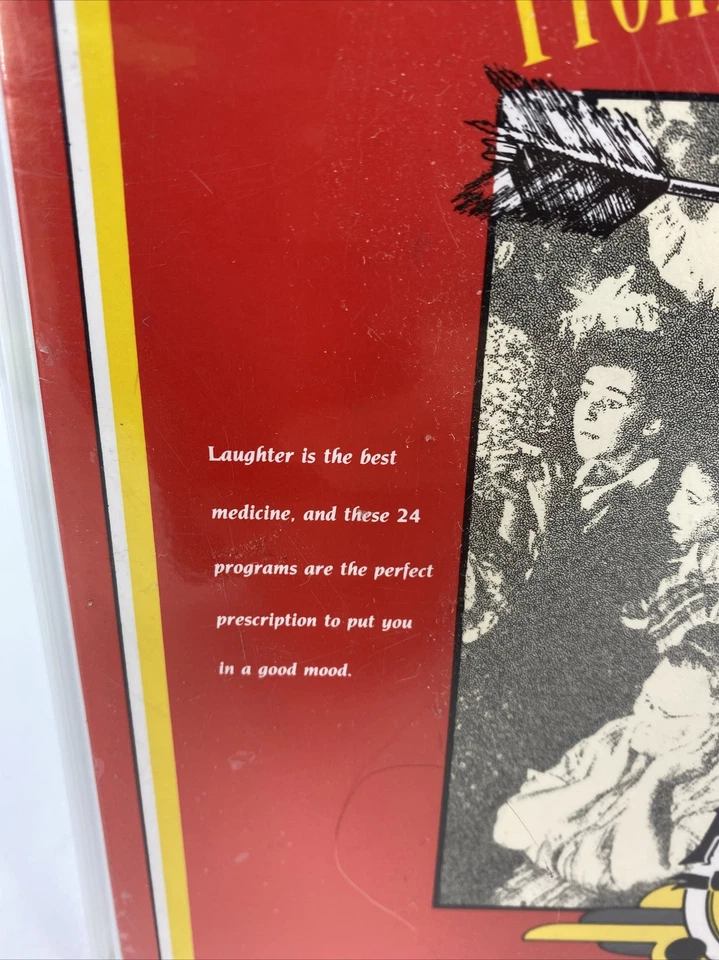 From
Laughter is the best
medicine, and these 24
programs are the perfect
prescription to put you
in a good mood.